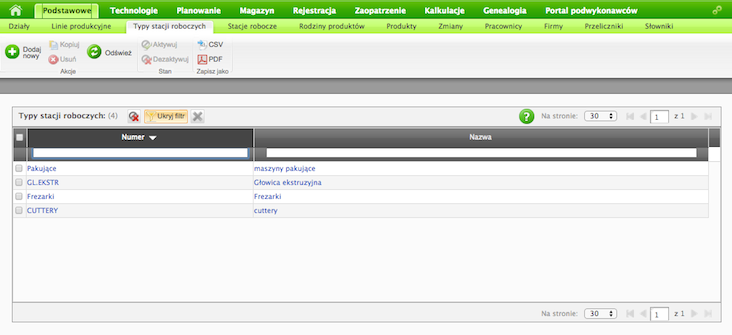 Podstawowe Technologie Planowanie Magazyn Rejestracja Zaopatrzenie Kalkulacje Genealogia Portal podwykonawców
Działy Linie produkcyjne Typy stacji roboczych Stacje robocze Rodziny produktów Produkty Zmiany Pracownicy Firmy Przeliczniki Słowniki
Dodaj nowy Kopiuj Usuń Odśwież Aktywuj Dezaktywuj CSV PDF
Akcje Stan Zapisz jako
Typy stacji roboczych: (4) Ukryj filtr ? Na stronie: 30 1 z 1
Numer Nazwa
Pakujące maszyny pakujące
GL.EKSTR Głowica ekstruzyjna
Frezarki Frezarki
CUTTERY cuttery
Na stronie: 30 1 z 1